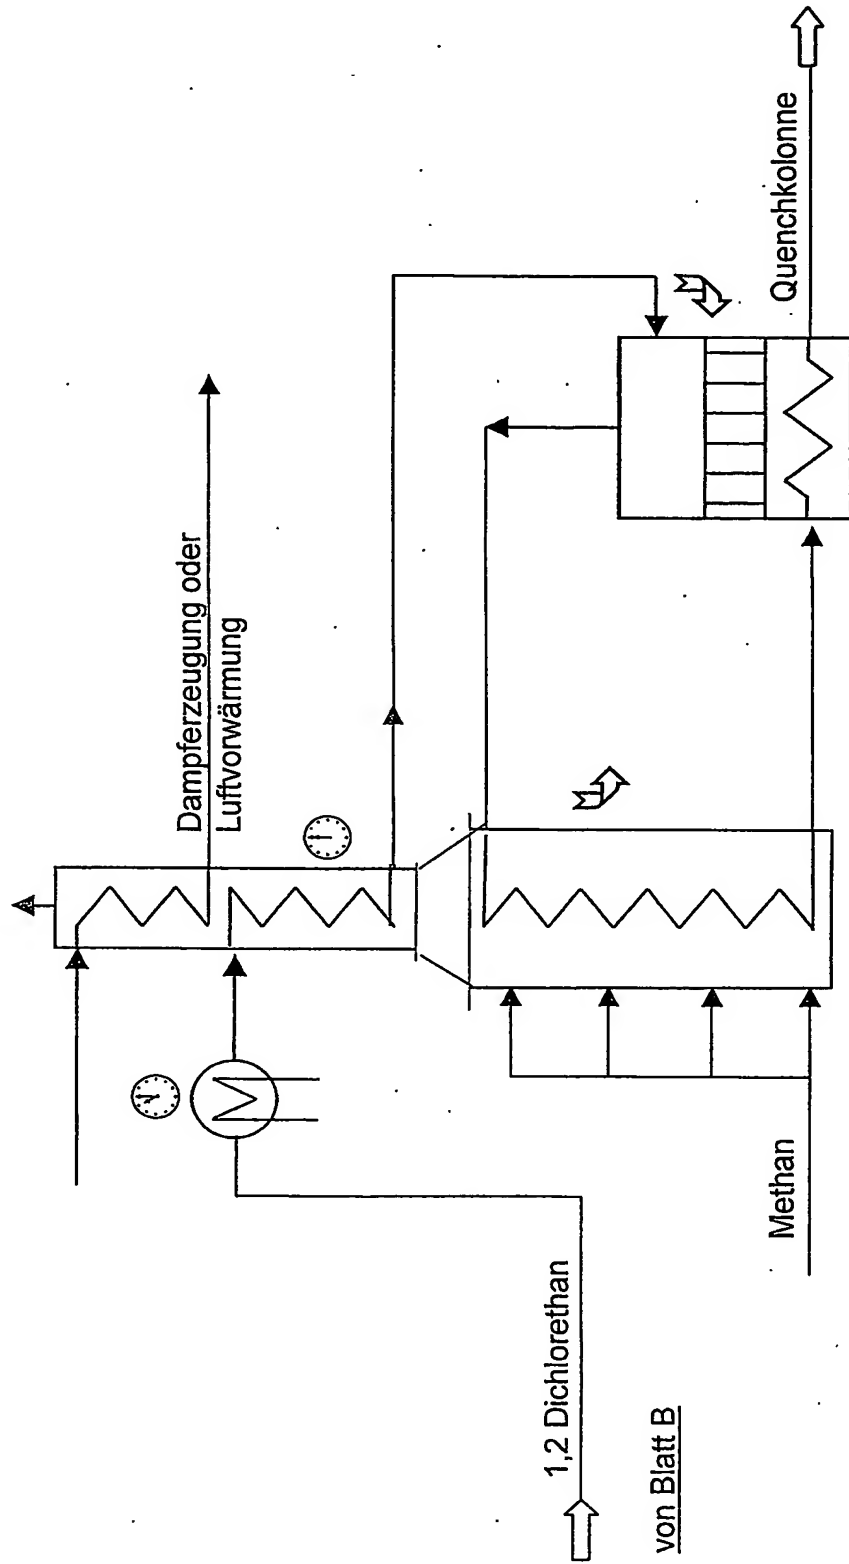 Dampferzeugung oder
Luftvorwärmung
Quenchkolonne
1,2 Dichlorethan
Methan
von Blatt B